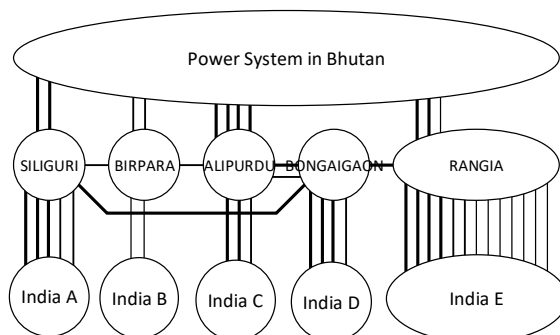 Power System in Bhutan
SILIGURI
BIRPARA
ALIPURDU
BONGAIGAON
RANGIA
India A
India B
India C
India D
India E